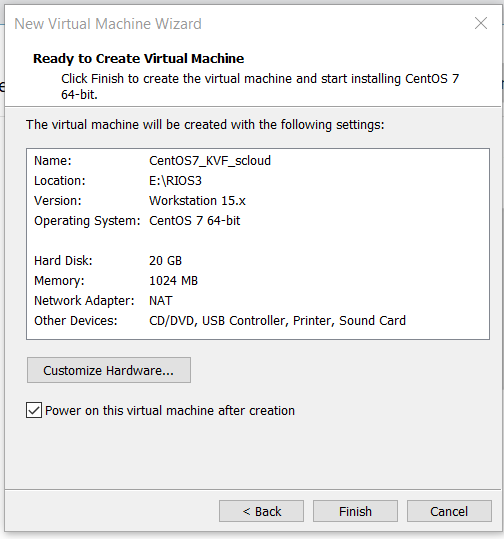 New Virtual Machine Wizard
Ready to Create Virtual Machine
Click Finish to create the virtual machine and start installing CentOS 7
64-bit.
The virtual machine will be created with the following settings:
Name: CentOS7_KVF_scloud
Location: E:\RIOS3
Version: Workstation 15.x
Operating System: CentOS 7 64-bit
Hard Disk: 20 GB
Memory: 1024 MB
Network Adapter: NAT
Other Devices: CD/DVD, USB Controller, Printer, Sound Card
Customize Hardware...
Power on this virtual machine after creation
< Back Finish Cancel